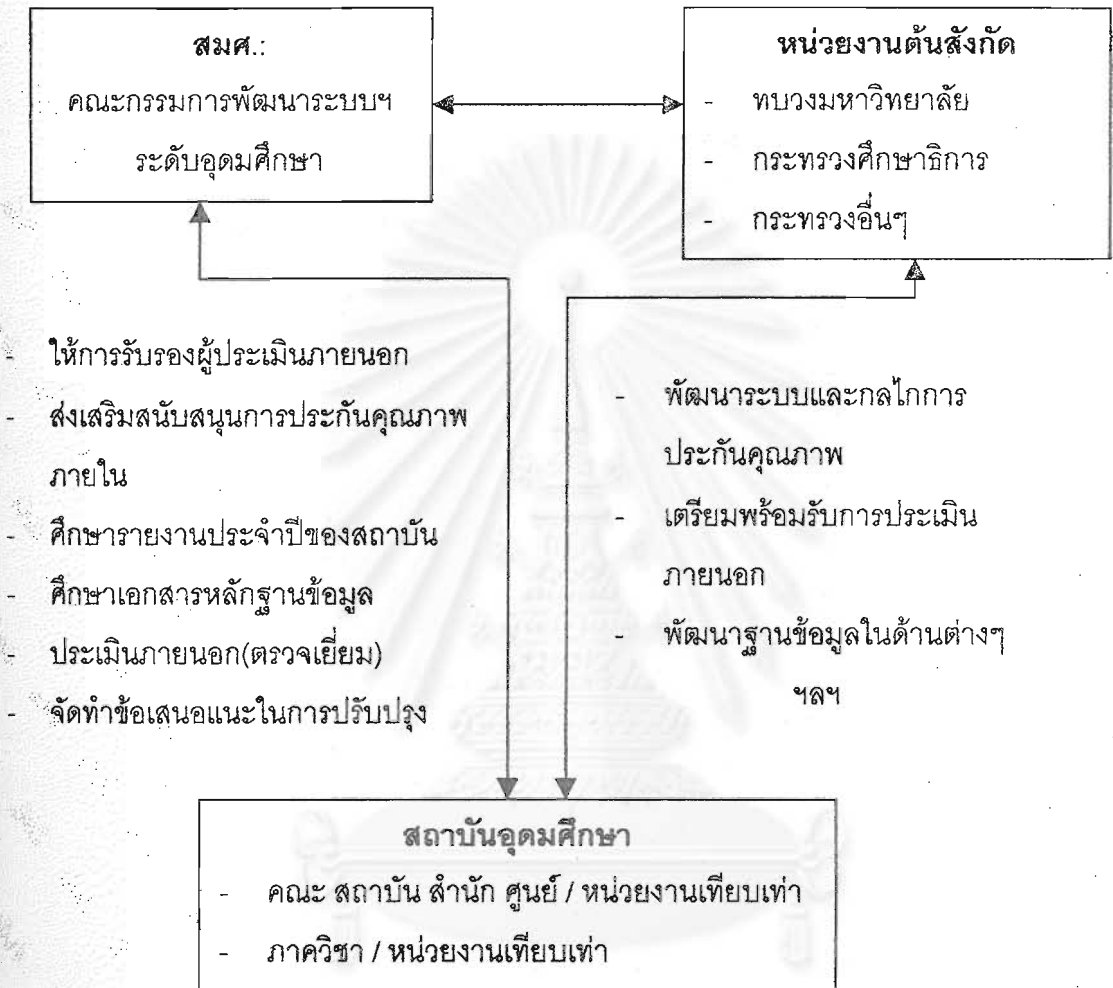 สมศ.:
คณะกรรมการพัฒนาระบบฯ
ระดับอุดมศึกษา
หน่วยงานต้นสังกัด
- ทบวงมหาวิทยาลัย
- กระทรวงศึกษาธิการ
- กระทรวงอื่นๆ
- ให้การรับรองผู้ประเมินภายนอก
- ส่งเสริมสนับสนุนการประกันคุณภาพ
ภายใน
- ศึกษารายงานประจำปีของสถาบัน
- ศึกษาเอกสารหลักฐานข้อมูล
- ประเมินภายนอก(ตรวจเยี่ยม)
- จัดทำข้อเสนอแนะในการปรับปรุง
- พัฒนาระบบและกลไกการ
ประกันคุณภาพ
- เตรียมพร้อมรับการประเมิน
ภายนอก
- พัฒนาฐานข้อมูลในด้านต่างๆ
ฯลฯ
สถาบันอุดมศึกษา
- คณะ สถาบัน สำนัก ศูนย์ / หน่วยงานเทียบเท่า
- ภาควิชา / หน่วยงานเทียบเท่า